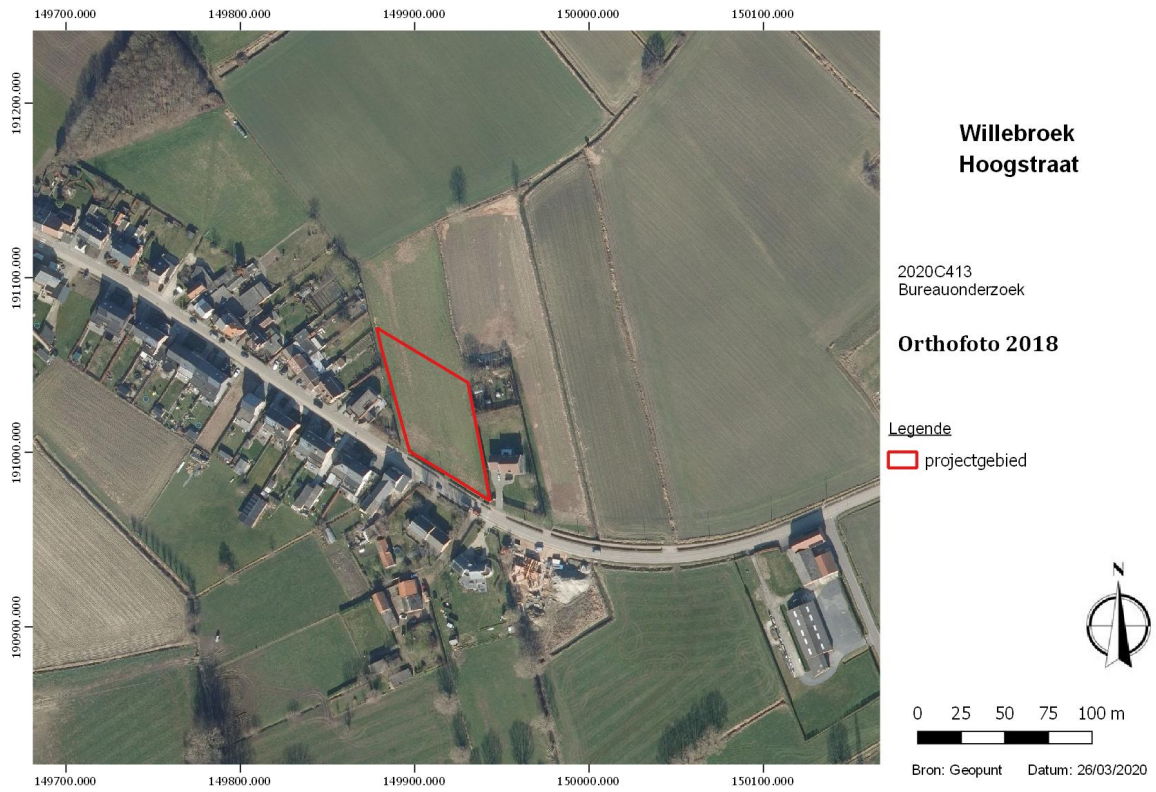 149700.000 149800.000 149900.000 150000.000 150100.000
191200.000
191100.000
191000.000
190900.000
149700.000 149800.000 149900.000 150000.000 150100.000
Willebroek
Hoogstraat
2020C413
Bureauonderzoek
Orthofoto 2018
Legende
projectgebied
N
0 25 50 75 100 m
Bron: Geopunt Datum: 26/03/2020